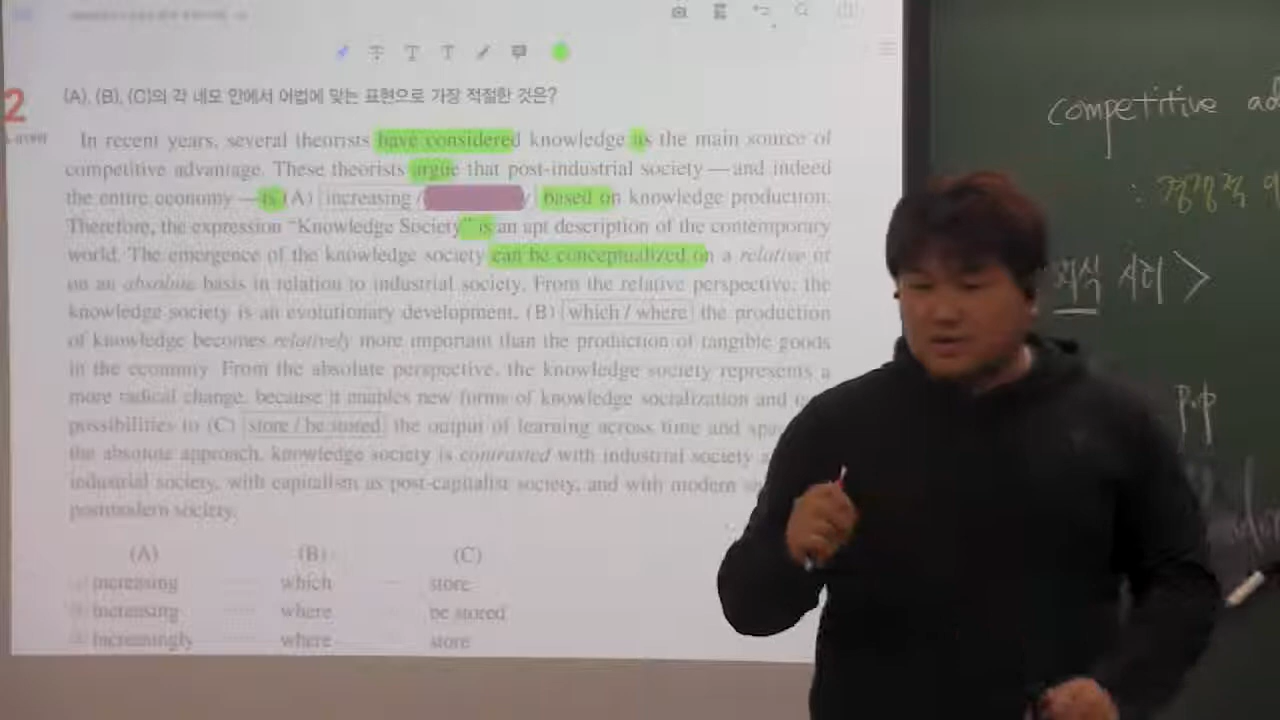 2
(A), (B), (C)의 각 네모 안에서 어법에 맞는 표현으로 가장 적절한 것은?
In recent years, several theorists have considered knowledge as the main source of
competitive advantage. These theorists argue that post-industrial society — and indeed
the entire economy — is (A) increasing / y based on knowledge production.
Therefore, the expression “Knowledge Society” is an apt description of the contemporary
world. The emergence of the knowledge society can be conceptualized on a relative or
on an absolute basis in relation to industrial society. From the relative perspective, the
knowledge society is an evolutionary development, (B) which / where the production
of knowledge becomes relatively more important than the production of tangible goods
in the economy. From the absolute perspective, the knowledge society represents a
more radical change, because it enables new forms of knowledge socialization and
possibilities to (C) store / be stored the output of learning across time and
the absolute approach, knowledge society is contrasted with industrial society
industrial society, with capitalism as post-capitalist society, and with modern
postmodern society.
(A) (B) (C)
increasing which store
increasing where be stored
increasingly where store
competitive
: 경쟁적
시대 >